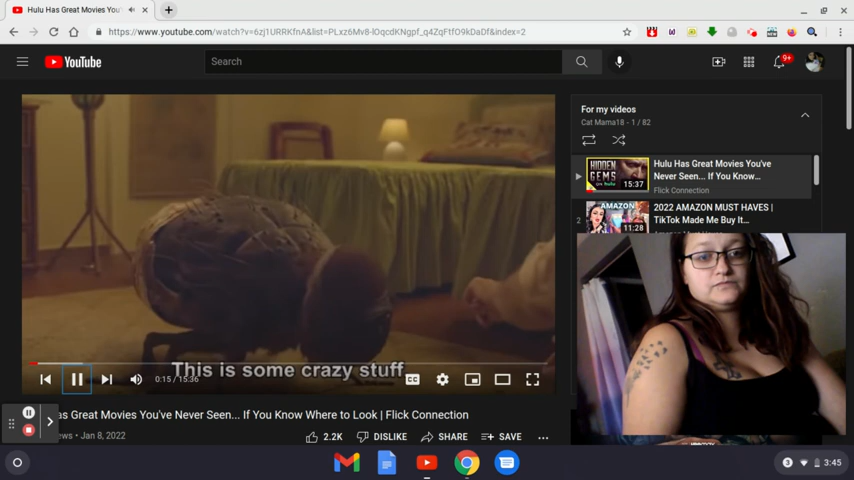 Hulu Has Great Movies You'v
https://www.youtube.com/watch?v=6zj1URRKfnA&list=PLxz6Mv8-lOqcdKNgpf_q4ZqFtfO9kDaDf&index=2
YouTube
Search
9+
For my videos
Cat Mama18 - 1 / 82
HIDDEN
GEMS
ON hulu
15:37
Hulu Has Great Movies You've
Never Seen... If You Know...
Flick Connection
2
AMAZON
11:28
2022 AMAZON MUST HAVES |
TikTok Made Me Buy It...
This is some crazy stuff
0:15 / 15:36
CC
as Great Movies You've Never Seen... If You Know Where to Look | Flick Connection
ews • Jan 8, 2022
2.2K
DISLIKE
SHARE
SAVE
3
3:45